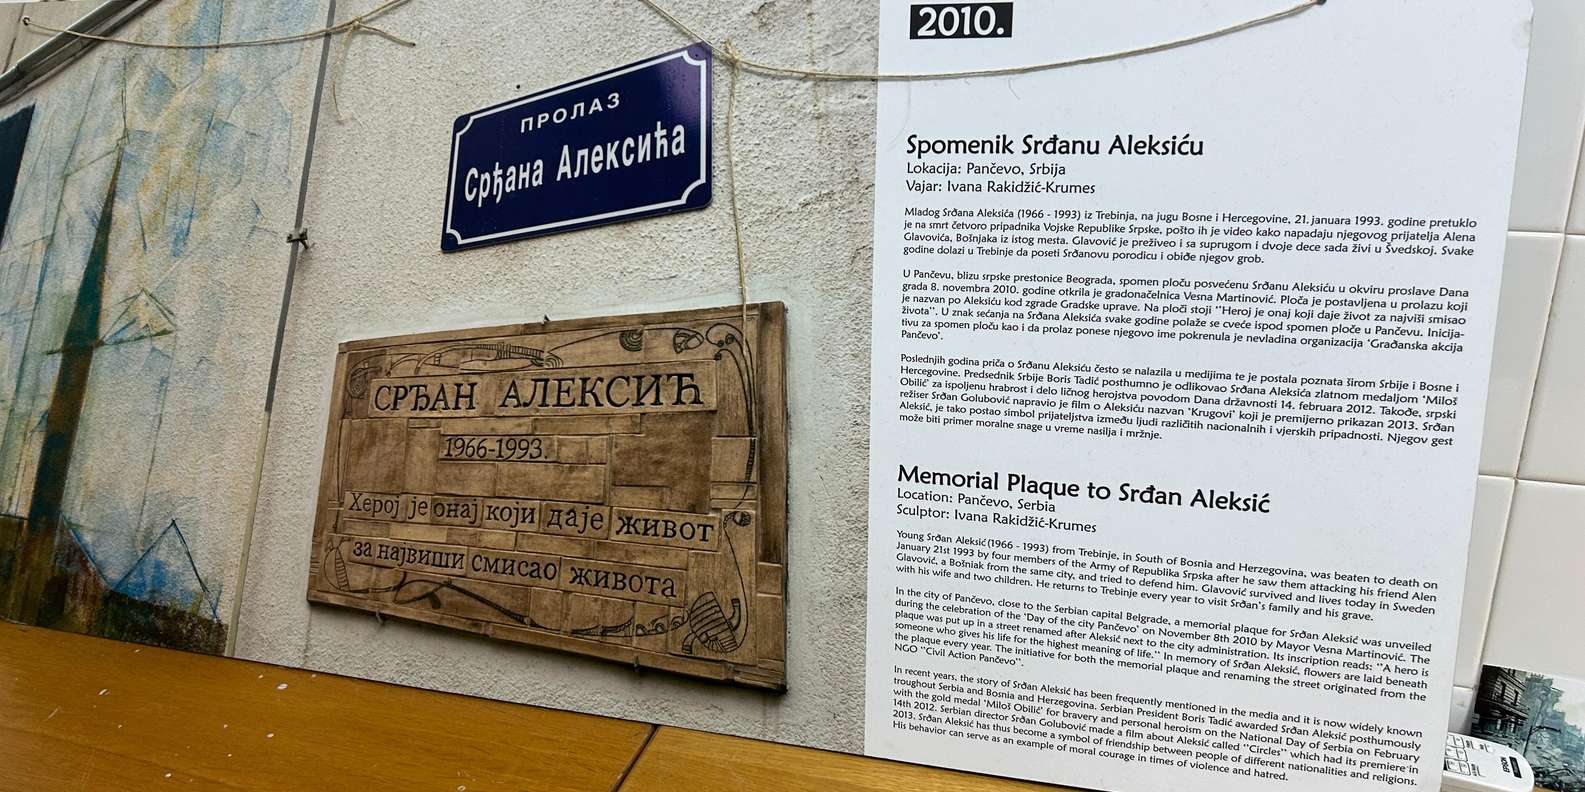 ПРОЛАЗ
Срђана Алексића
СРЂАН АЛЕКСИЋ
1966-1993.
Херој је онај који даје живот
за највиши смисао живота
2010.
Spomenik Srđanu Aleksiću
Lokacija: Pančevo, Srbija
Vajar: Ivana Rakidžić-Krumes
Mladog Srđana Aleksića (1966 - 1993) iz Trebinja, na jugu Bosne i Hercegovine, 21. januara 1993. godine pretuklo
je na smrt četvoro pripadnika Vojske Republike Srpske, pošto ih je video kako napadaju njegovog prijatelja Alena
Glavovića, Bošnjaka iz istog mesta. Glavović je preživeo i sa suprugom i dvoje dece sada živi u Švedskoj. Svake
godine dolazi u Trebinje da poseti Srđanovu porodicu i obiđe njegov grob.
U Pančevu, blizu srpske prestonice Beograda, spomen ploču posvećenu Srđanu Aleksiću u okviru proslave Dana
grada 8. novembra 2010. godine otkrila je gradonačelnica Vesna Martinović. Ploča je postavljena u prolazu koji
je nazvan po Aleksiću kod zgrade Gradske uprave. Na ploči stoji "Heroj je onaj koji daje život za najviši smisao
života". U znak sećanja na Srđana Aleksića svake godine polaže se cveće ispod spomen ploče u Pančevu. Inicija-
tivu za spomen ploču kao i da prolaz ponese njegovo ime pokrenula je nevladina organizacija 'Građanska akcija
Pančevo'.
Poslednjih godina priča o Srđanu Aleksiću često se nalazila u medijima te je postala poznata širom Srbije i Bosne i
Hercegovine. Predsednik Srbije Boris Tadić posthumno je odlikovao Srđana Aleksića zlatnom medaljom 'Miloš
Obilić' za ispoljenu hrabrost i delo ličnog herojstva povodom Dana državnosti 14. februara 2012. Takođe, srpski
režiser Srđan Golubović napravio je film o Aleksiću nazvan 'Krugovi' koji je premijerno prikazan 2013. Srđan
Aleksić, je tako postao simbol prijateljstva između ljudi različitih nacionalnih i vjerskih pripadnosti. Njegov gest
može biti primer moralne snage u vreme nasilja i mržnje.
Memorial Plaque to Srđan Aleksić
Location: Pančevo, Serbia
Sculptor: Ivana Rakidžić-Krumes
Young Srđan Aleksić (1966 - 1993) from Trebinje, in South of Bosnia and Herzegovina, was beaten to death on
January 21st 1993 by four members of the Army of Republika Srpska after he saw them attacking his friend Alen
Glavović, a Bošniak from the same city, and tried to defend him. Glavović survived and lives today in Sweden
with his wife and two children. He returns to Trebinje every year to visit Srđan's family and his grave.
In the city of Pančevo, close to the Serbian capital Belgrade, a memorial plaque for Srđan Aleksić was unveiled
during the celebration of the 'Day of the city Pančevo' on November 8th 2010 by Mayor Vesna Martinović. The
plaque was put up in a street renamed after Aleksić next to the city administration. Its inscription reads: "A hero is
someone who gives his life for the highest meaning of life." In memory of Srđan Aleksić, flowers are laid beneath
the plaque every year. The initiative for both the memorial plaque and renaming the street originated from the
NGO "Civil Action Pančevo".
In recent years, the story of Srđan Aleksić has been frequently mentioned in the media and it is now widely known
troughout Serbia and Bosnia and Herzegovina. Serbian President Boris Tadić awarded Srđan Aleksić posthumously
with the gold medal 'Miloš Obilić' for bravery and personal heroism on the National Day of Serbia on February
14th 2012. Serbian director Srđan Golubović made a film about Aleksić called "Circles" which had its premiere in
2013. Srđan Aleksić has thus become a symbol of friendship between people of different nationalities and religions.
His behavior can serve as an example of moral courage in times of violence and hatred.
EPSON